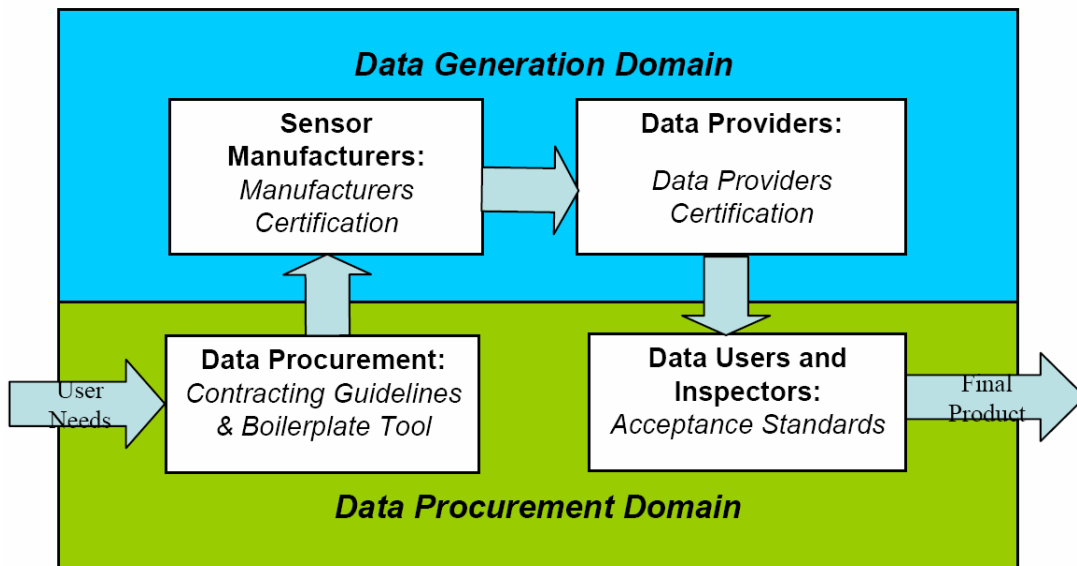 Data Generation Domain
Sensor
Manufacturers:
Manufacturers
Certification
Data Providers:
Data Providers
Certification
User
Needs
Data Procurement:
Contracting Guidelines
& Boilerplate Tool
Data Users and
Inspectors:
Acceptance Standards
Final
Product
Data Procurement Domain